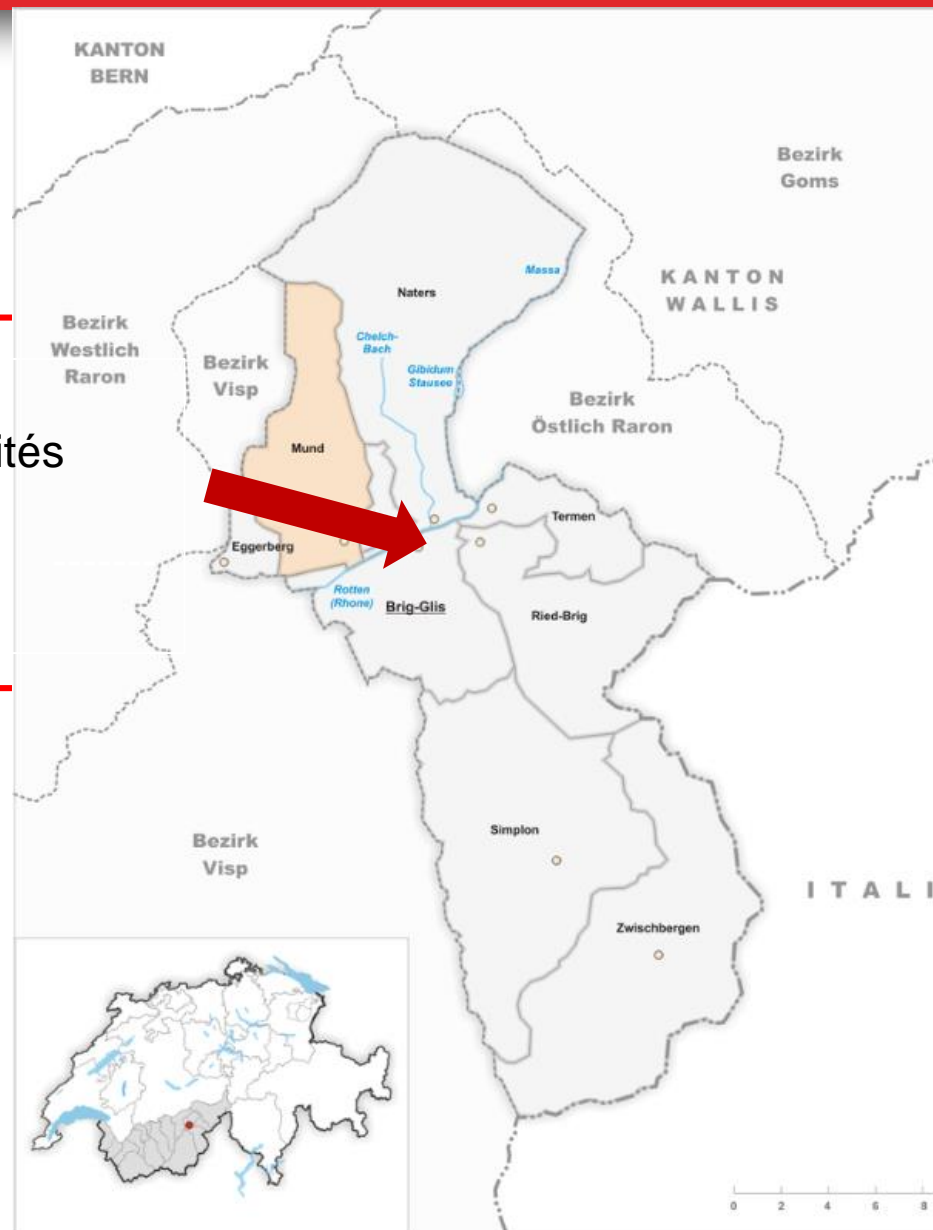 KANTON
BERN
Bezirk
Goms
Massa
KANTON
WALLIS
Naters
Bezirk
Westlich
Raron
Chelch-
Bach
Bezirk
Visp
Gibidum
Stausee
Bezirk
Östlich Raron
ités
Mund
Termen
Eggerberg
Rotten
(Rhone)
Brig-Glis
Ried-Brig
Simplon
Bezirk
Visp
ITALI
Zwischbergen
0 2 4 6 8